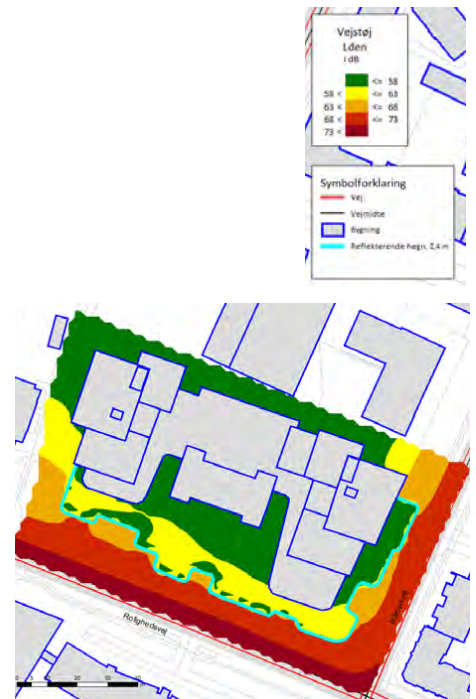 Vejstøj
Lden
i dB
<= 58
58 < <= 63
63 < <= 68
68 < <= 73
73 <
Symbolforklaring
Vej
Vejmidte
Bygning
Reflekterende hegn, 2,4 m
Rolighedsvej